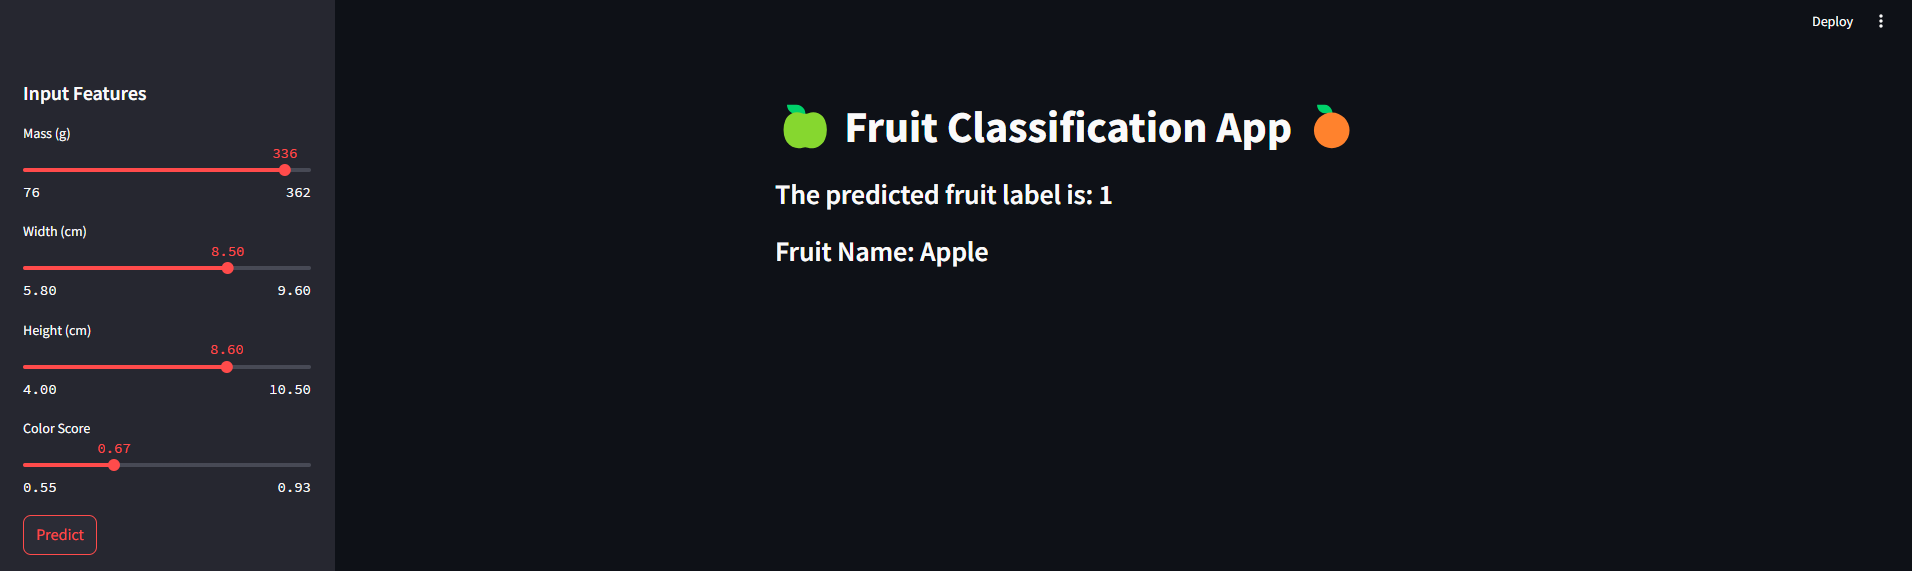 Deploy
Input Features
Mass (g)
336
76 362
Width (cm)
8.50
5.80 9.60
Height (cm)
8.60
4.00 10.50
Color Score
0.67
0.55 0.93
Predict
Fruit Classification App
The predicted fruit label is: 1
Fruit Name: Apple